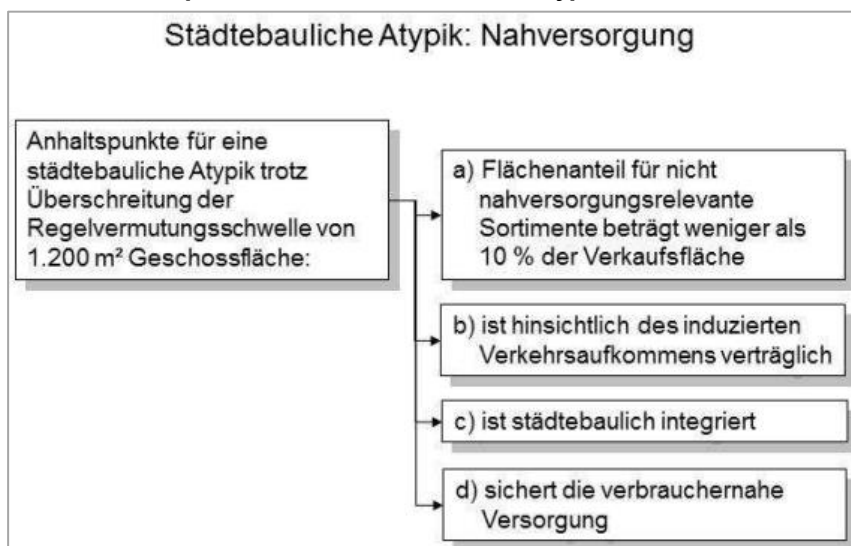 Städtebauliche Atypik: Nahversorgung
Anhaltspunkte für eine
städtebauliche Atypik trotz
Überschreitung der
Regelvermutungsschwelle von
1.200 m² Geschossfläche:
a) Flächenanteil für nicht
nahversorgungsrelevante
Sortimente beträgt weniger als
10 % der Verkaufsfläche
b) ist hinsichtlich des induzierten
Verkehrsaufkommens verträglich
c) ist städtebaulich integriert
d) sichert die verbrauchernahe
Versorgung